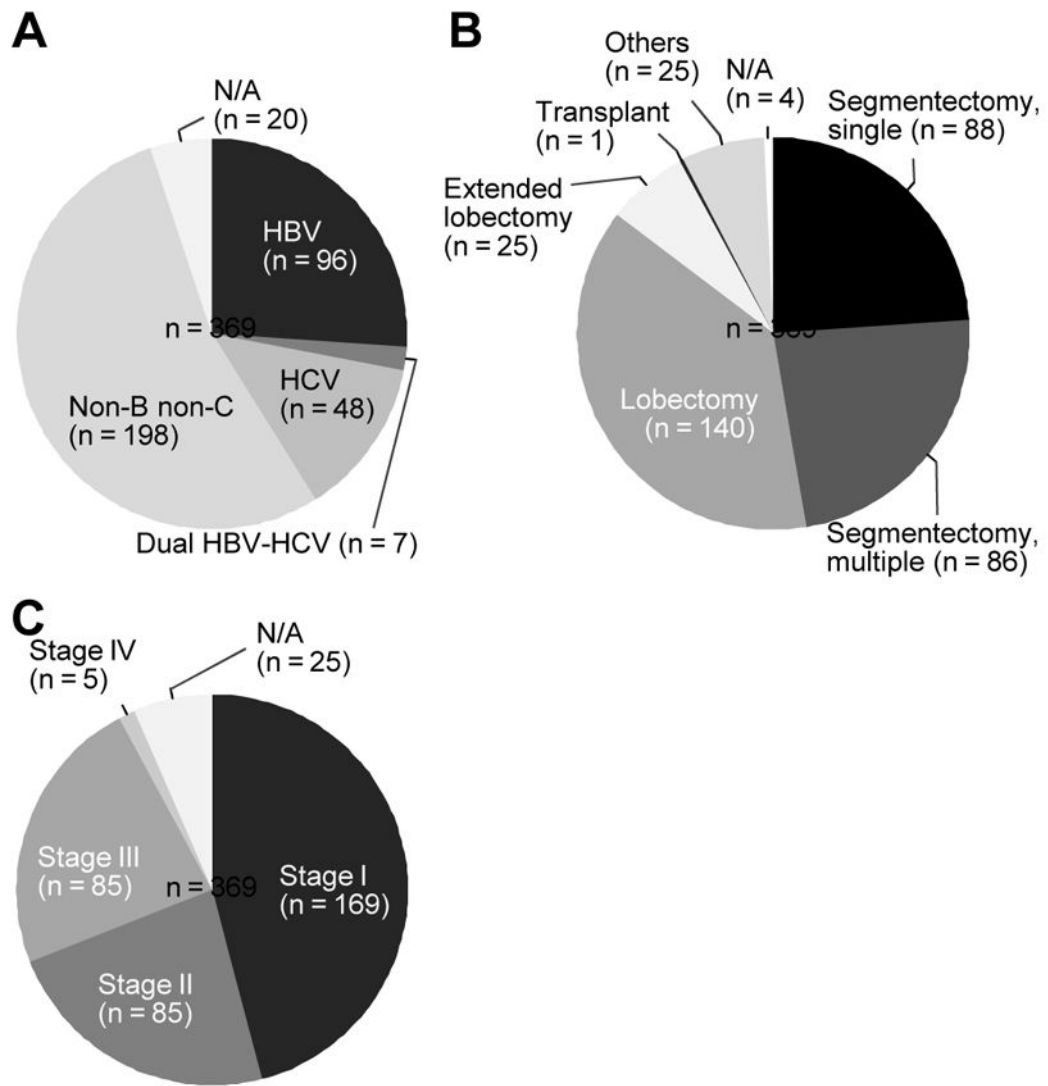 A
N/A
(n = 20)
HBV
(n = 96)
n = 369
HCV
(n = 48)
Non-B non-C
(n = 198)
Dual HBV-HCV (n = 7)
B
Others
(n = 25)
N/A
(n = 4)
Segmentectomy,
single (n = 88)
Transplant
(n = 1)
Extended
lobectomy
(n = 25)
n = 369
Lobectomy
(n = 140)
Segmentectomy,
multiple (n = 86)
C
Stage IV
(n = 5)
N/A
(n = 25)
Stage III
(n = 85)
n = 369
Stage I
(n = 169)
Stage II
(n = 85)